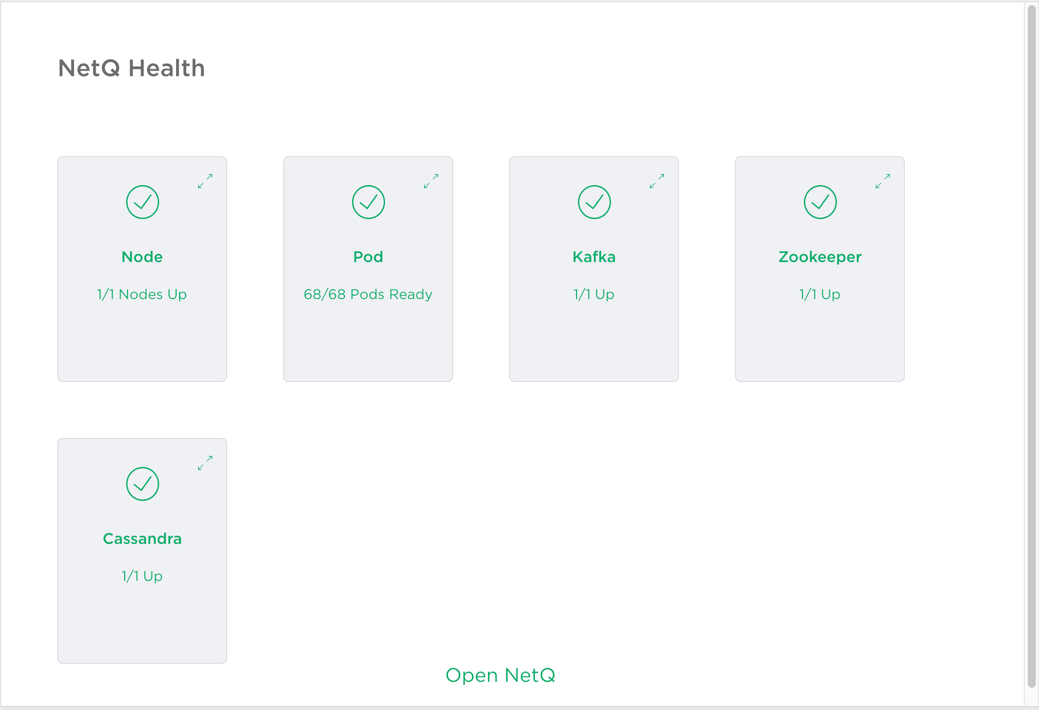 NetQ Health
Node
1/1 Nodes Up
Pod
68/68 Pods Ready
Kafka
1/1 Up
Zookeeper
1/1 Up
Cassandra
1/1 Up
Open NetQ